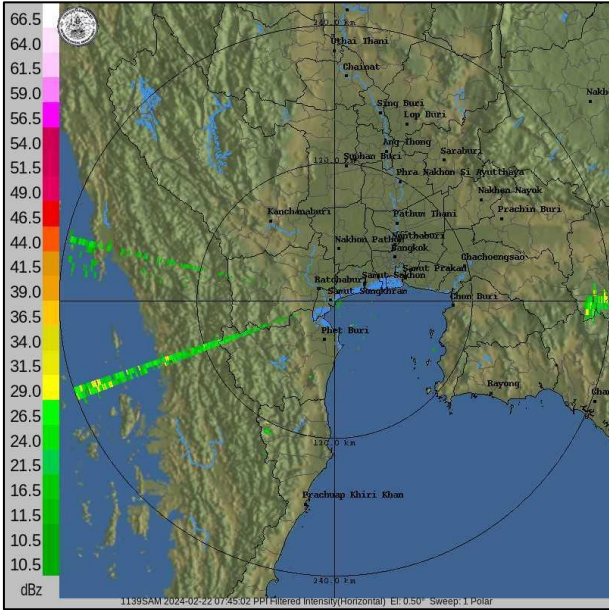 66.5
64.0
61.5
59.0
56.5
54.0
51.5
49.0
46.5
44.0
41.5
39.0
36.5
34.0
31.5
29.0
26.5
24.0
21.5
16.5
11.5
10.5
10.5
dBz
240.0 km
Uthai Thani
Chainat
Nakh
Sing Buri
Lop Buri
Ang Thong
Saraburi
120.0 km
Suphan Buri
Phra Nakhon Si Ayutthaya
Nakhon Nayok
Kanchanaburi
Pathum Thani
Prachin Buri
Nonthaburi
Nakhon Pathom
Bangkok
Chachoengsao
Samut Prakan
Ratchaburi
Samut Sakhon
Samut Songkhram
Chon Buri
Phet Buri
Rayong
Chan
120.0 km
Prachuap Khiri Khan
240.0 km
1139SAM 2024-02-22 07:45:02 PPI Filtered Intensity(Horizontal) El: 0.50° Sweep: 1 Polar